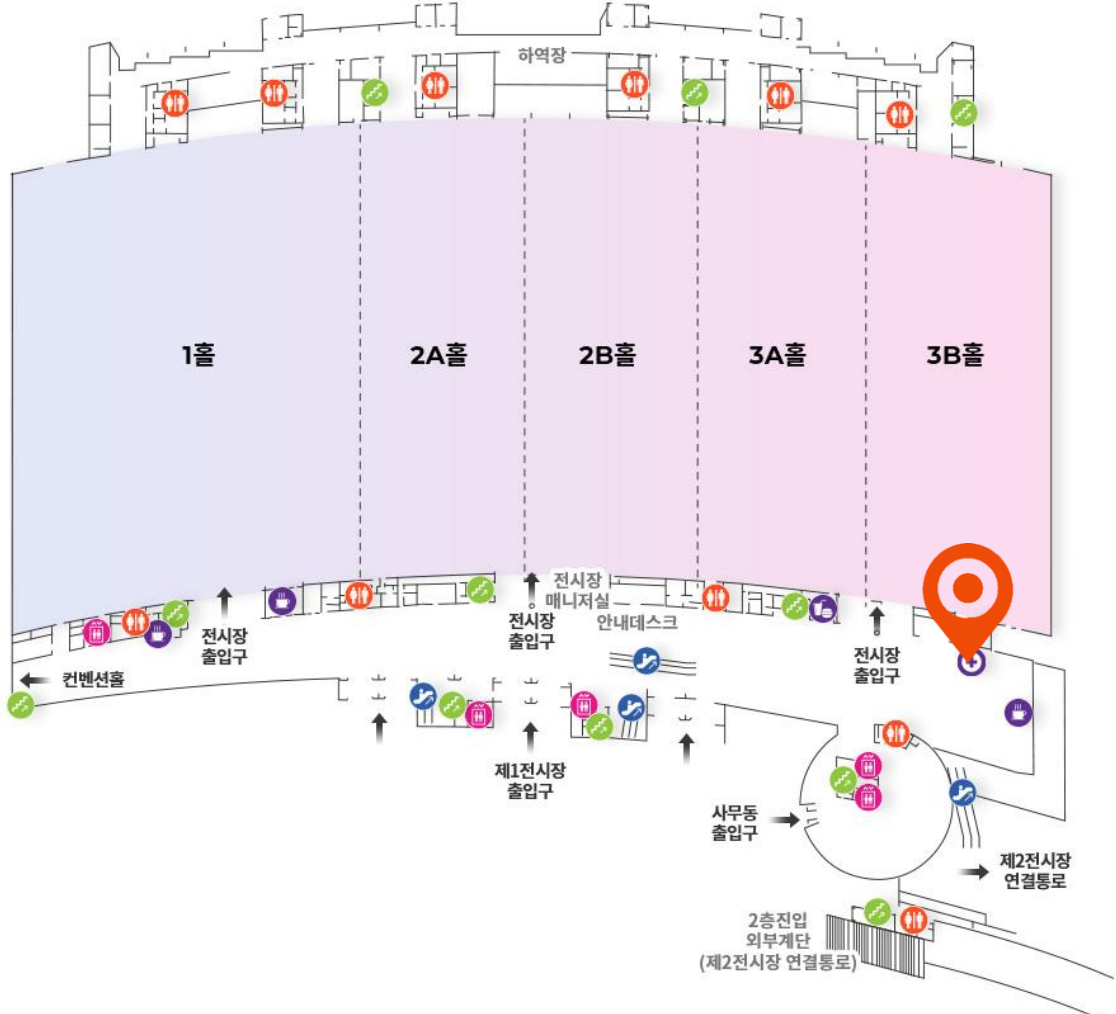 하역장
1홀
2A홀
2B홀
3A홀
3B홀
전시장
매니저실
안내데스크
전시장
출입구
전시장
출입구
전시장
출입구
컨벤션홀
제1전시장
출입구
사무동
출입구
제2전시장
연결통로
2층진입
외부계단
(제2전시장 연결통로)